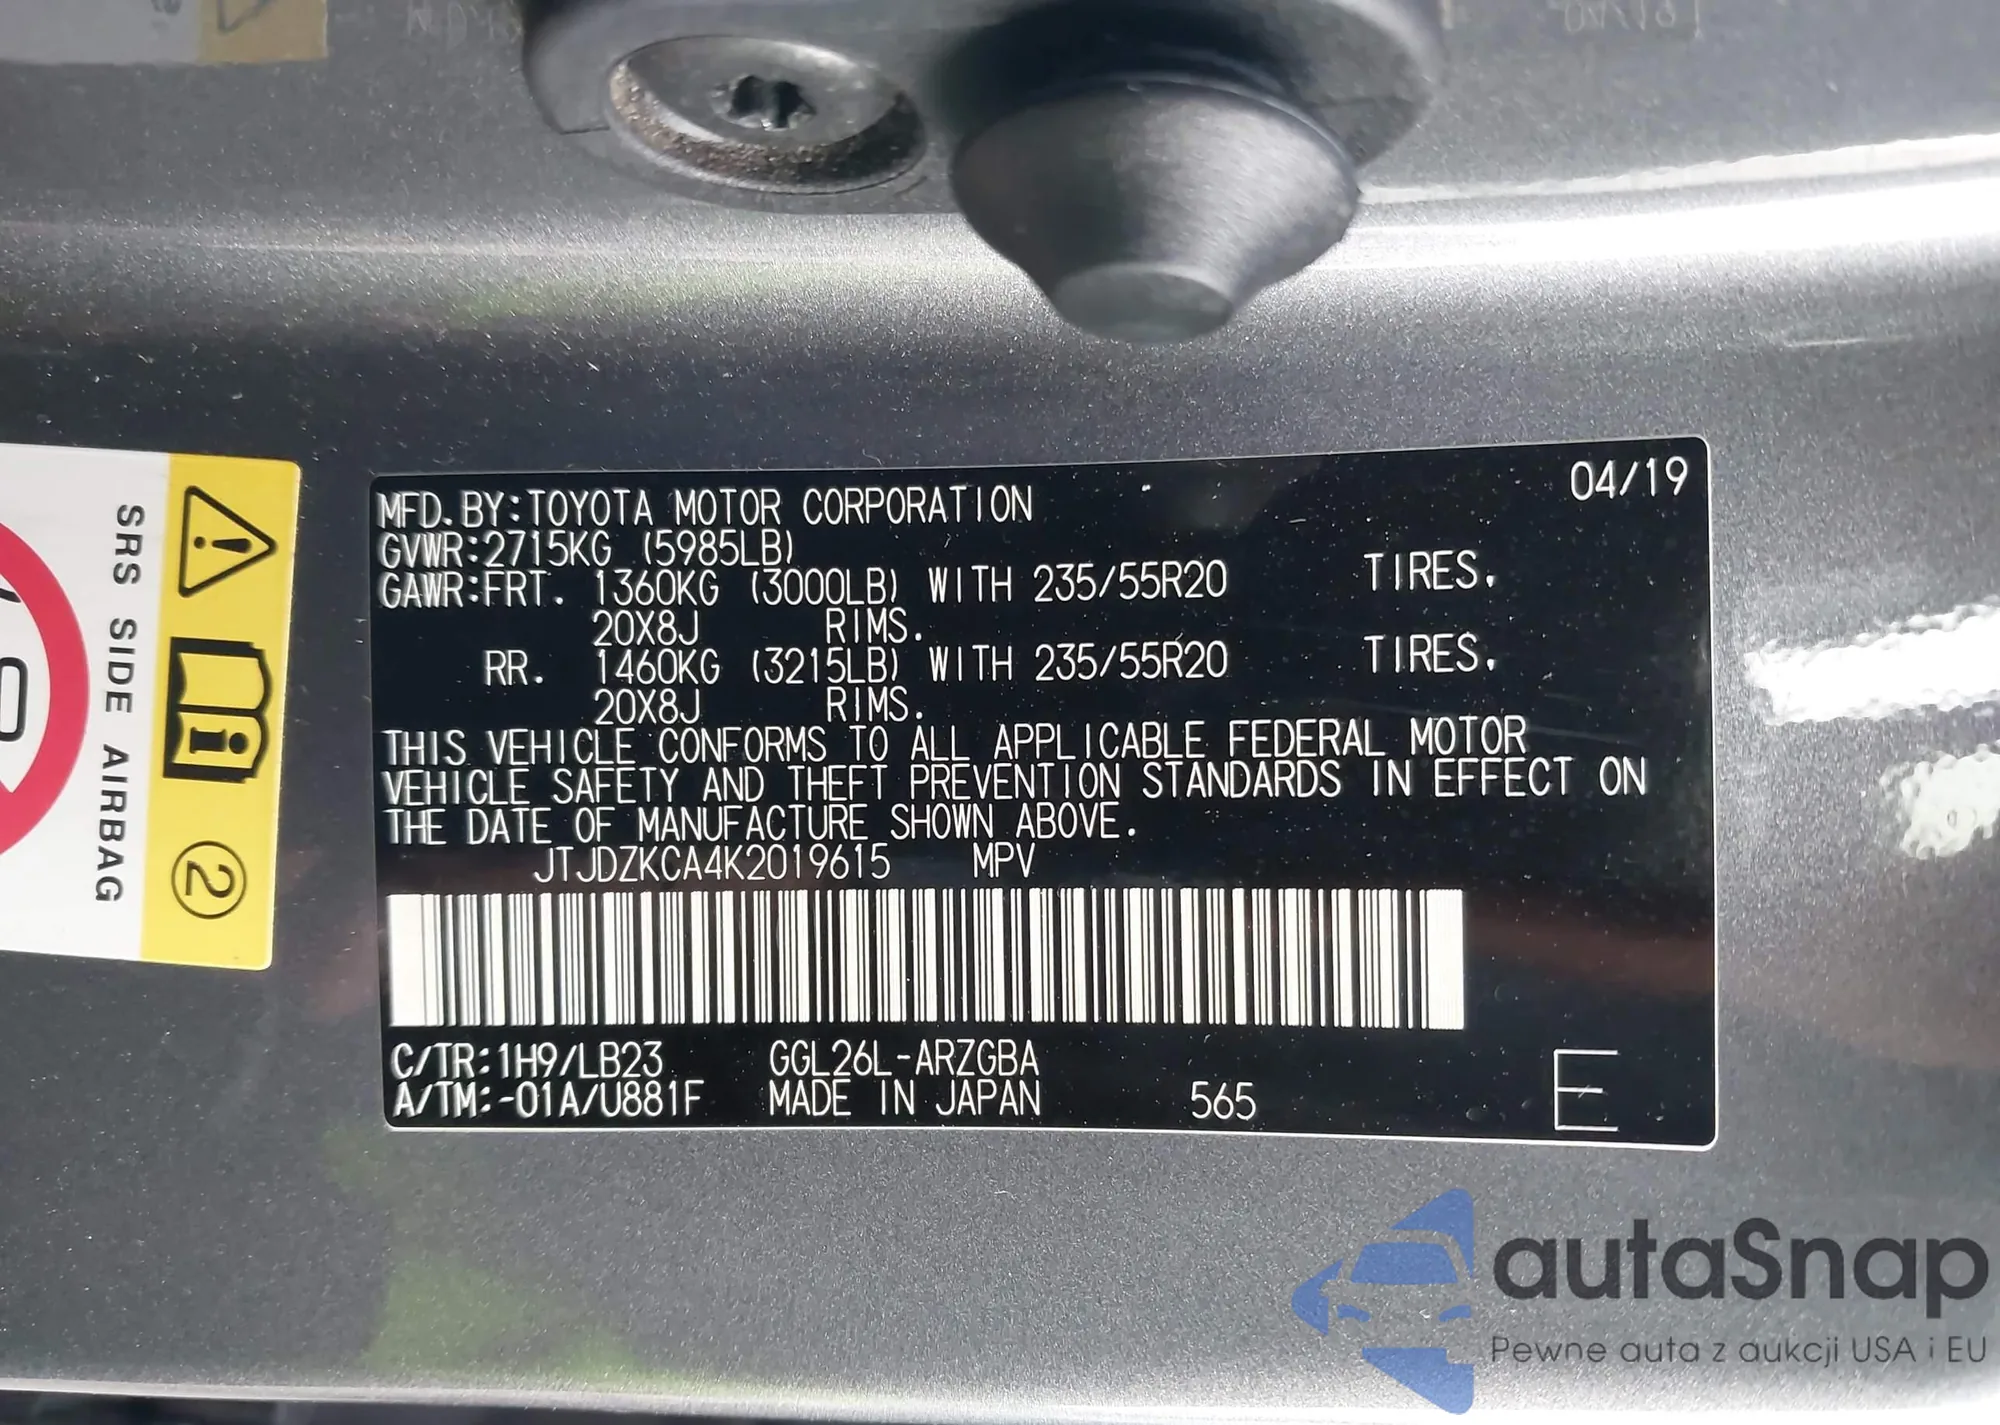 SRS SIDE AIRBAG
2
04/19
MFD. BY: TOYOTA MOTOR CORPORATION
GVWR: 2715KG (5985LB)
GAWR: FRT. 1360KG (3000LB) WITH 235/55R20 TIRES.
20X8J RIMS.
RR. 1460KG (3215LB) WITH 235/55R20 TIRES.
20X8J RIMS.
THIS VEHICLE CONFORMS TO ALL APPLICABLE FEDERAL MOTOR
VEHICLE SAFETY AND THEFT PREVENTION STANDARDS IN EFFECT ON
THE DATE OF MANUFACTURE SHOWN ABOVE.
JTJDZKCA4K2019615 MPV
C/TR: 1H9/LB23 GGL26L-ARZGBA
A/TM: -01A/U881F MADE IN JAPAN 565 E
autaSnap
Pewne auta z aukcji USA i EU